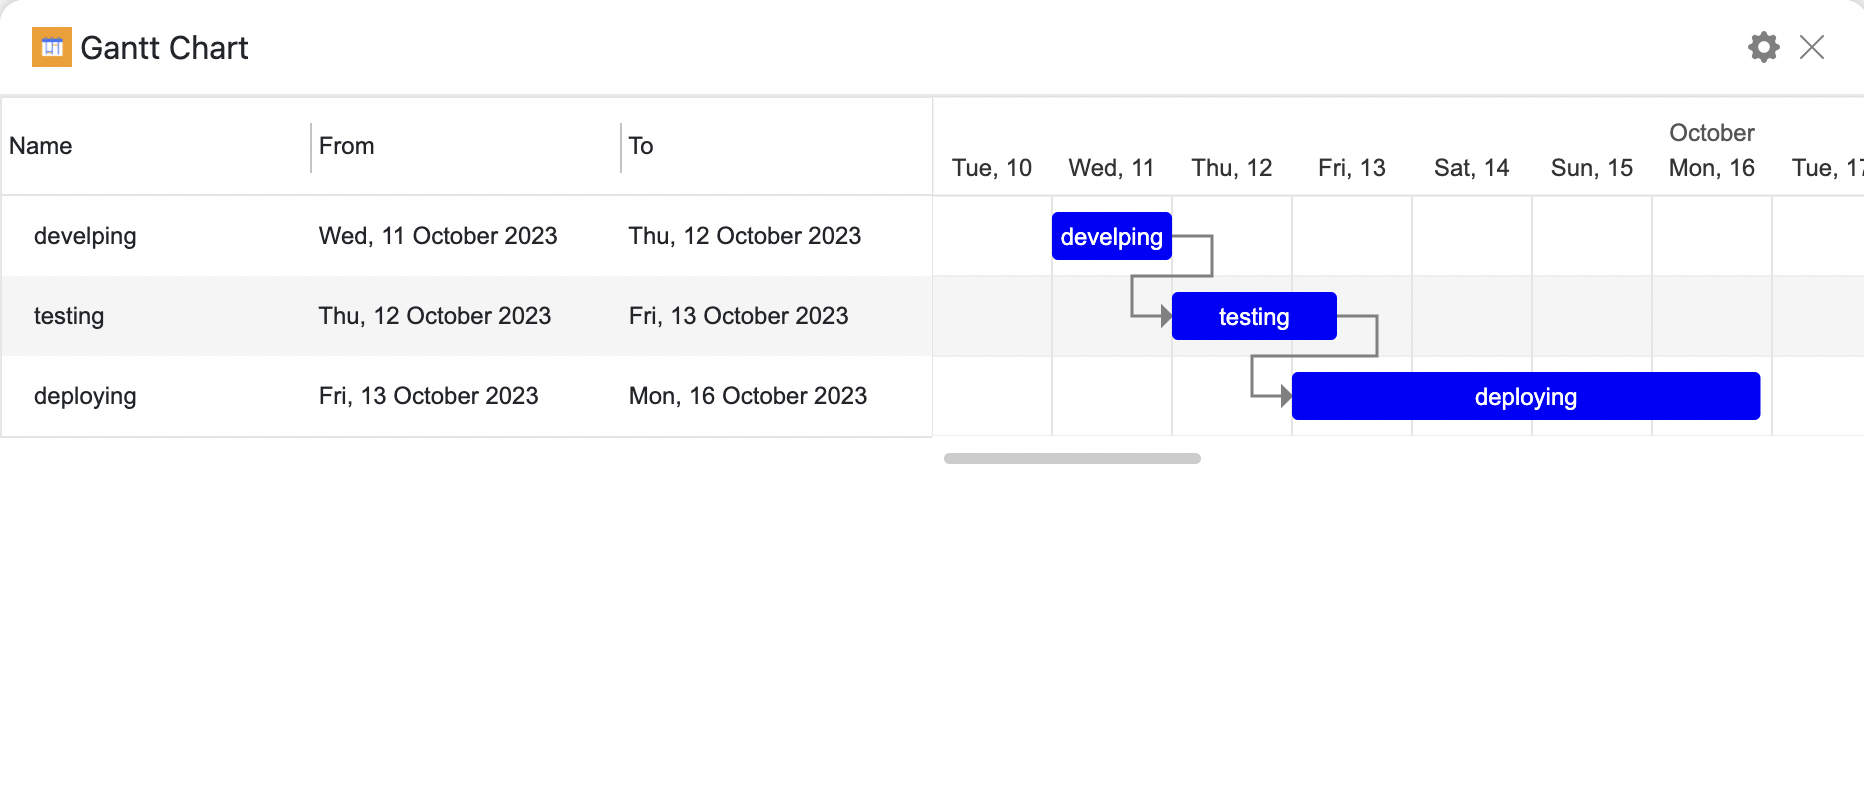 Gantt Chart
Name From To
October
Tue, 10 Wed, 11 Thu, 12 Fri, 13 Sat, 14 Sun, 15 Mon, 16 Tue, 17
develping Wed, 11 October 2023 Thu, 12 October 2023 develping
testing Thu, 12 October 2023 Fri, 13 October 2023 testing
deploying Fri, 13 October 2023 Mon, 16 October 2023 deploying